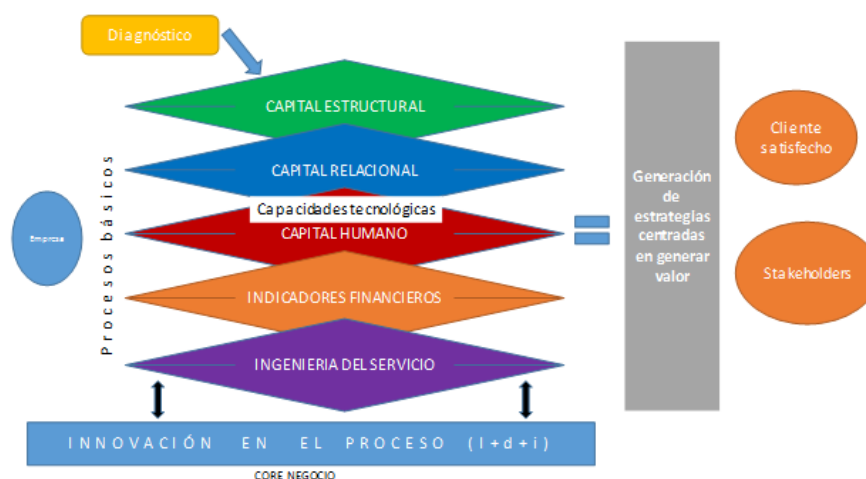 Diagnóstico
CAPITAL ESTRUCTURAL
CAPITAL RELACIONAL
Capacidades tecnológicas
CAPITAL HUMANO
INDICADORES FINANCIEROS
INGENIERIA DEL SERVICIO
Procesos básicos
Empresa
Generación
de
estrategias
centradas
en generar
valor
Cliente
satisfecho
Stakeholders
INNOVACIÓN EN EL PROCESO (I+d+i)
CORE NEGOCIO